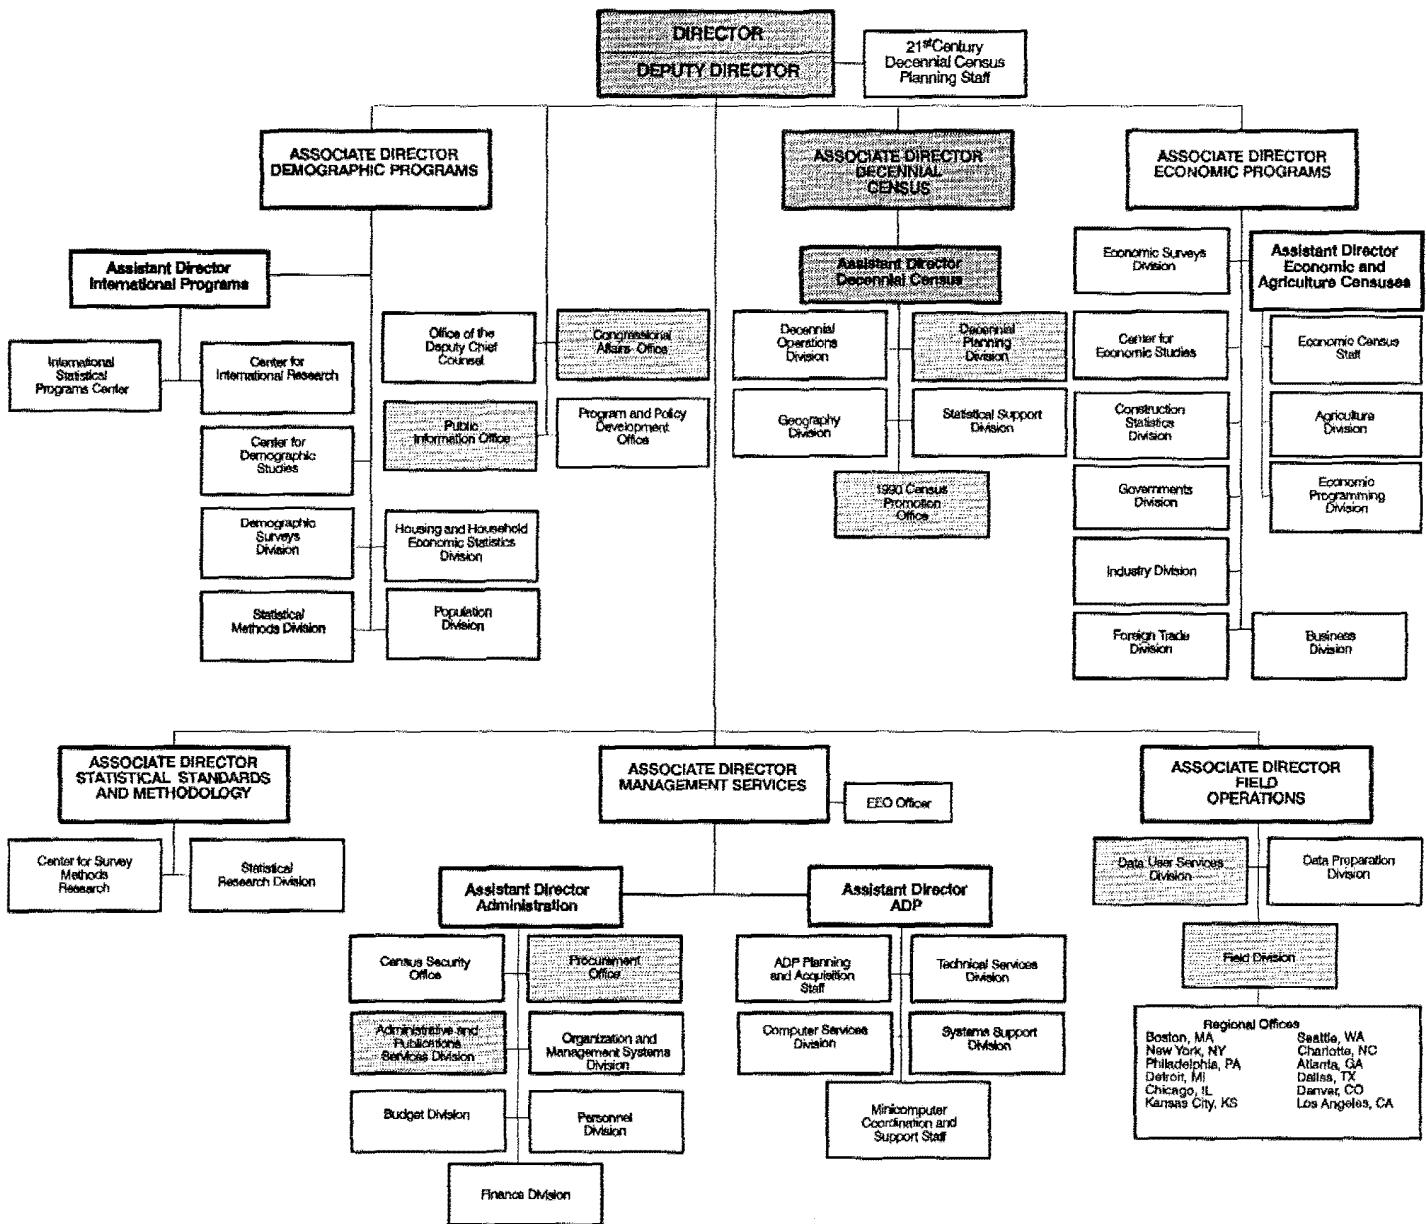 DIRECTOR
DEPUTY DIRECTOR
21st Century
Decennial Census
Planning Staff
ASSOCIATE DIRECTOR
DEMOGRAPHIC PROGRAMS
ASSOCIATE DIRECTOR
DECENNIAL
CENSUS
ASSOCIATE DIRECTOR
ECONOMIC PROGRAMS
Assistant Director
International Programs
Assistant Director
Decennial Census
Economic Surveys
Division
Assistant Director
Economic and
Agriculture Censuses
International
Statistical
Programs Center
Center for
International Research
Office of the
Deputy Chief
Counsel
Congressional
Affairs Office
Decennial
Operations
Division
Decennial
Planning
Division
Center for
Economic Studies
Economic Census
Staff
Center for
Demographic
Studies
Public
Information Office
Program and Policy
Development
Office
Geography
Division
Statistical Support
Division
Construction
Statistics
Division
Agriculture
Division
1990 Census
Promotion
Office
Governments
Division
Economic
Programming
Division
Demographic
Surveys
Division
Housing and Household
Economic Statistics
Division
Industry Division
Statistical
Methods Division
Population
Division
Foreign Trade
Division
Business
Division
ASSOCIATE DIRECTOR
STATISTICAL STANDARDS
AND METHODOLOGY
ASSOCIATE DIRECTOR
MANAGEMENT SERVICES
EEO Officer
ASSOCIATE DIRECTOR
FIELD
OPERATIONS
Center for Survey
Methods
Research
Statistical
Research Division
Data User Services
Division
Data Preparation
Division
Assistant Director
Administration
Assistant Director
ADP
Field Division
Census Security
Office
Procurement
Office
ADP Planning
and Acquisition
Staff
Technical Services
Division
Administrative and
Publications
Services Division
Organization and
Management Systems
Division
Computer Services
Division
Systems Support
Division
Budget Division
Personnel
Division
Minicomputer
Coordination and
Support Staff
Finance Division
Regional Offices
Boston, MA
New York, NY
Philadelphia, PA
Detroit, MI
Chicago, IL
Kansas City, KS
Seattle, WA
Charlotte, NC
Atlanta, GA
Dallas, TX
Denver, CO
Los Angeles, CA